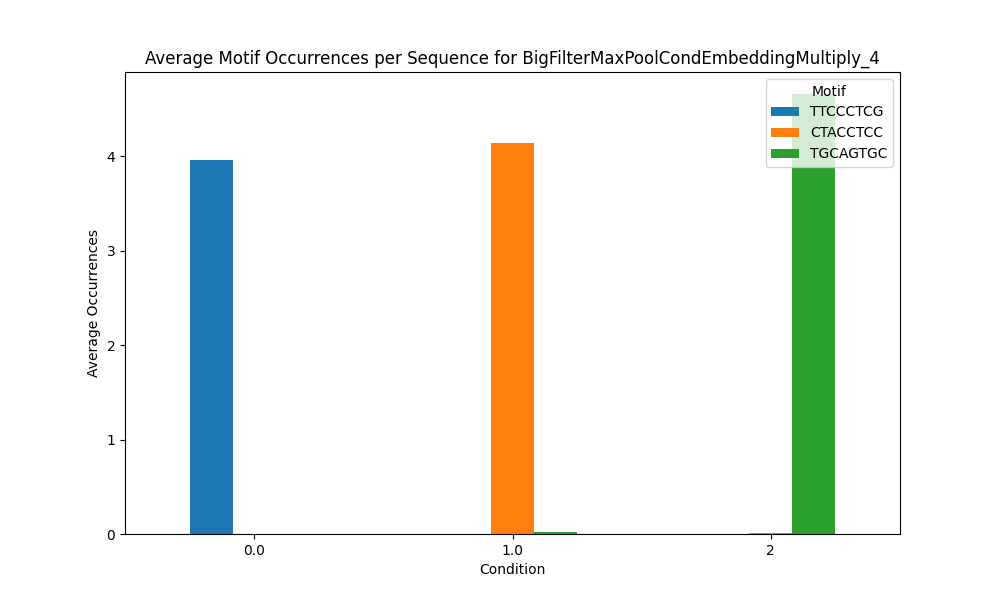 Average Motif Occurrences per Sequence for BigFilterMaxPoolCondEmbeddingMultiply_4
Motif
TTCCCTCG
CTACCTCC
TGCAGTGC
Average Occurrences
4
3
2
1
0
0.0
1.0
2
Condition